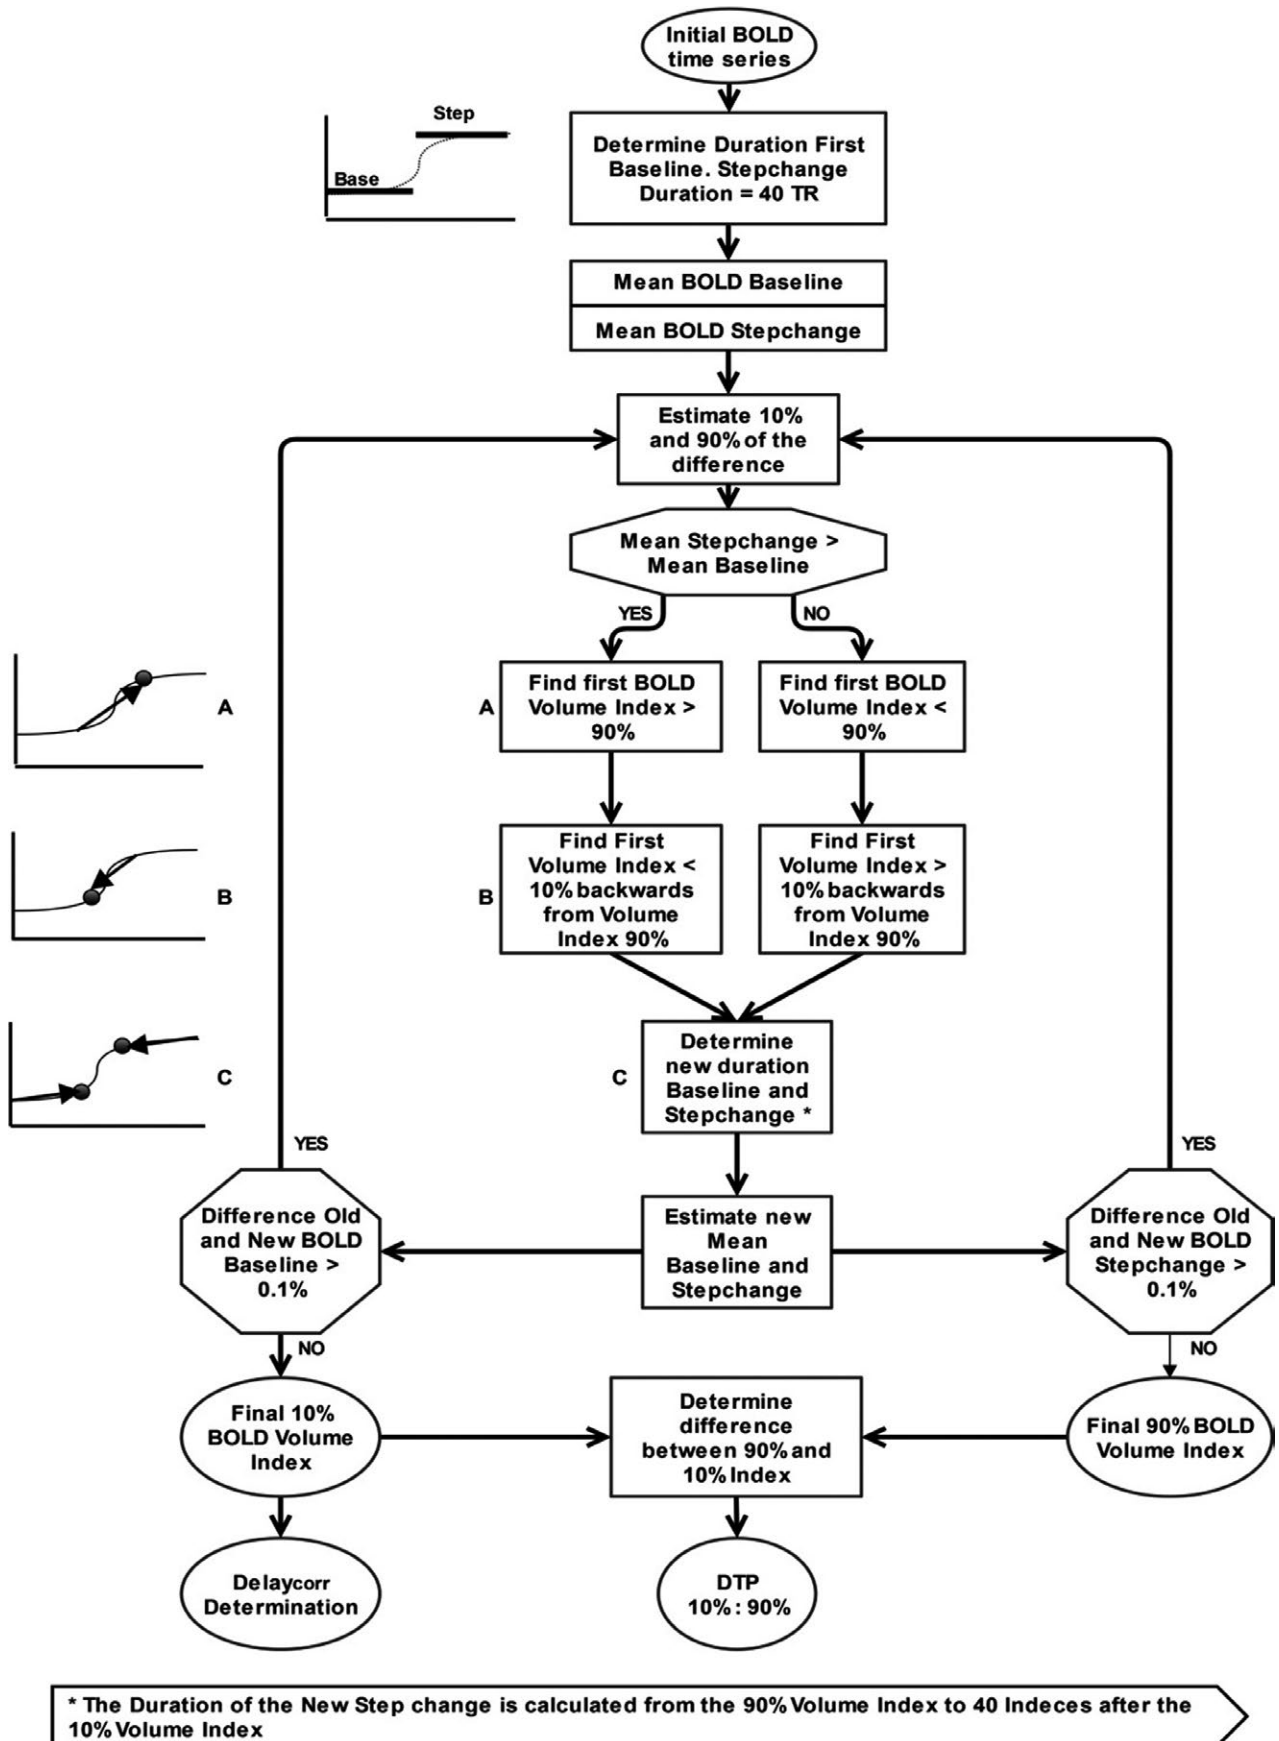 Initial BOLD
time series
Step
Base
Determine Duration First
Baseline. Stepchange
Duration = 40 TR
Mean BOLD Baseline
Mean BOLD Stepchange
Estimate 10%
and 90% of the
difference
Mean Stepchange >
Mean Baseline
YES
NO
A
A
Find first BOLD
Volume Index >
90%
Find first BOLD
Volume Index <
90%
B
B
Find First
Volume Index <
10% backwards
from Volume
Index 90%
Find First
Volume Index >
10% backwards
from Volume
Index 90%
C
C
Determine
new duration
Baseline and
Stepchange *
YES
YES
Difference Old
and New BOLD
Baseline >
0.1%
Estimate new
Mean
Baseline and
Stepchange
Difference Old
and New BOLD
Stepchange >
0.1%
NO
NO
Final 10%
BOLD Volume
Index
Determine
difference
between 90% and
10% Index
Final 90% BOLD
Volume Index
Delaycorr
Determination
DTP
10% : 90%
* The Duration of the New Step change is calculated from the 90% Volume Index to 40 Indeces after the
10% Volume Index